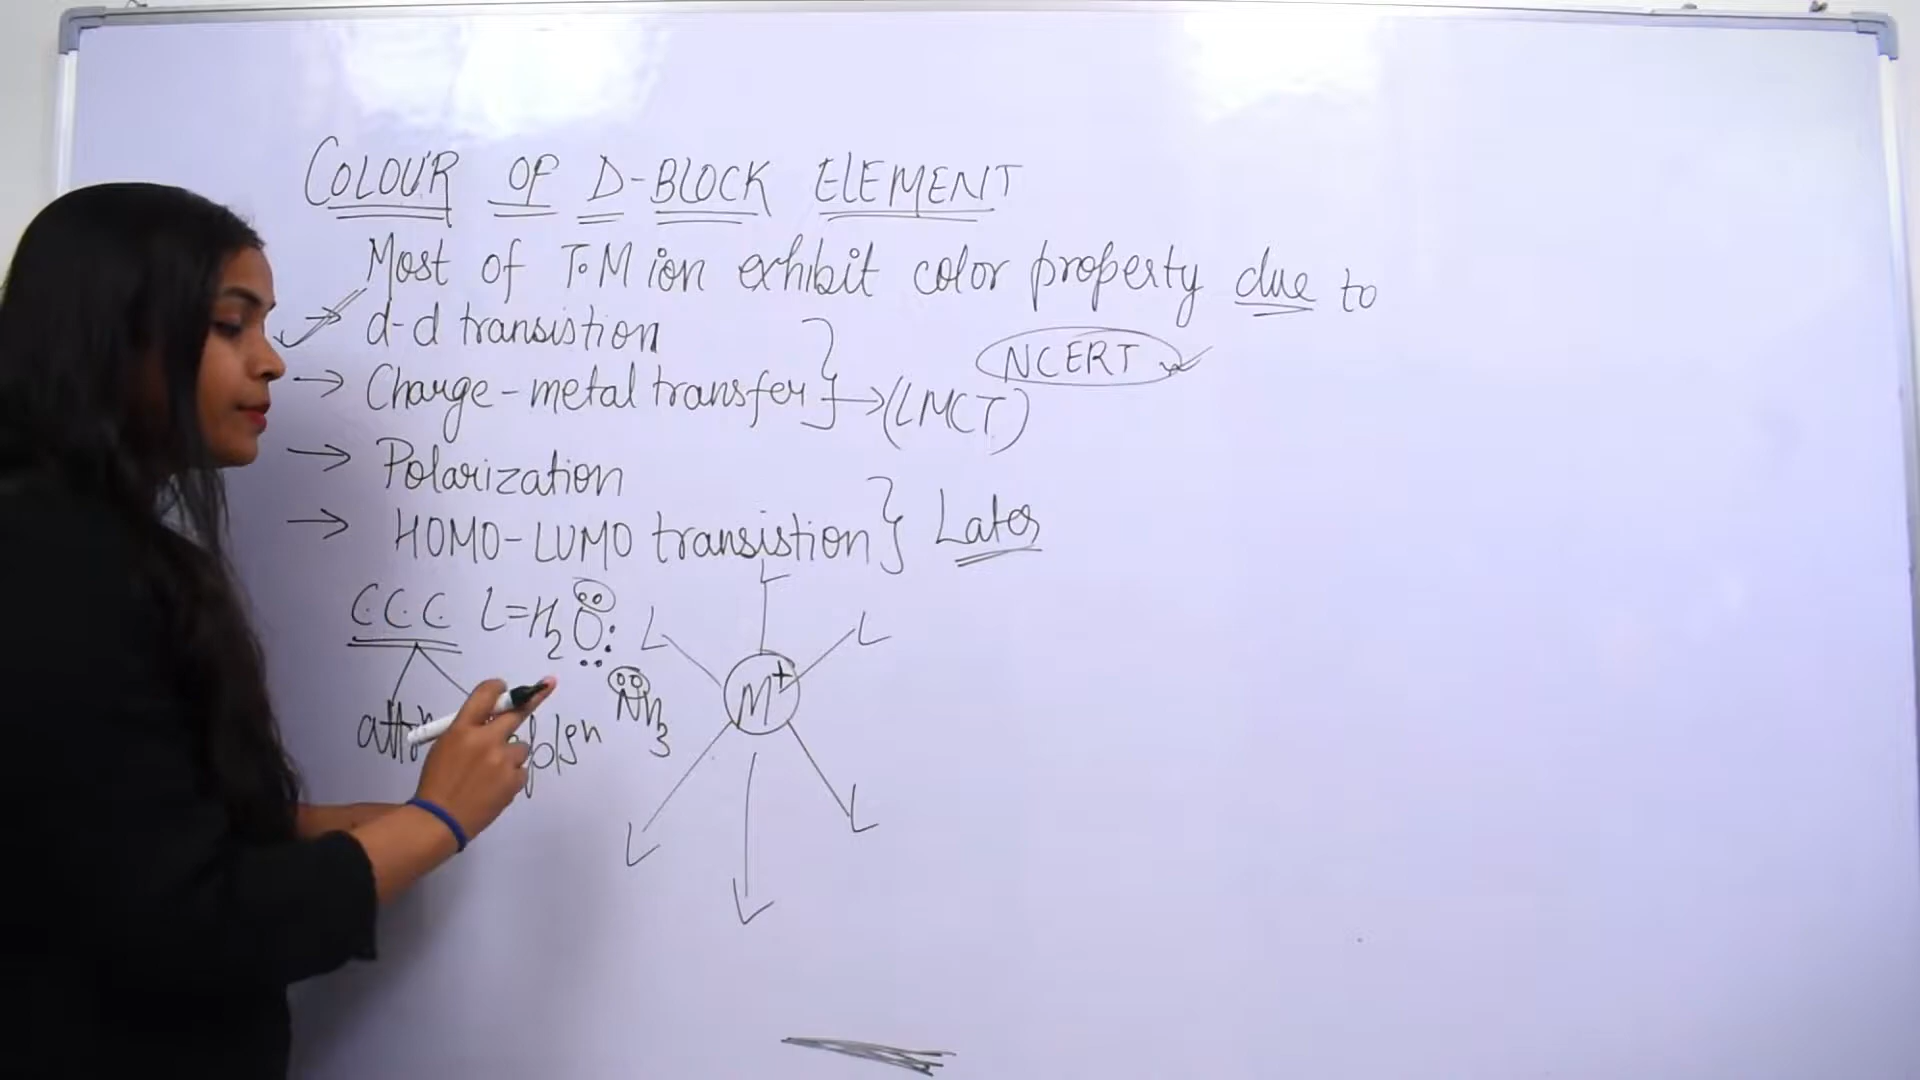 COLOUR OF D-BLOCK ELEMENT
Most of T.M ion exhibit color property due to
→ d-d transistion
NCERT
→ Charge-metal transfer } → (LMCT)
→ Polarization
→ HOMO-LUMO transistion } Later
C.C.C. L=H2O
L
L
L
NH3
M+
L
L
L